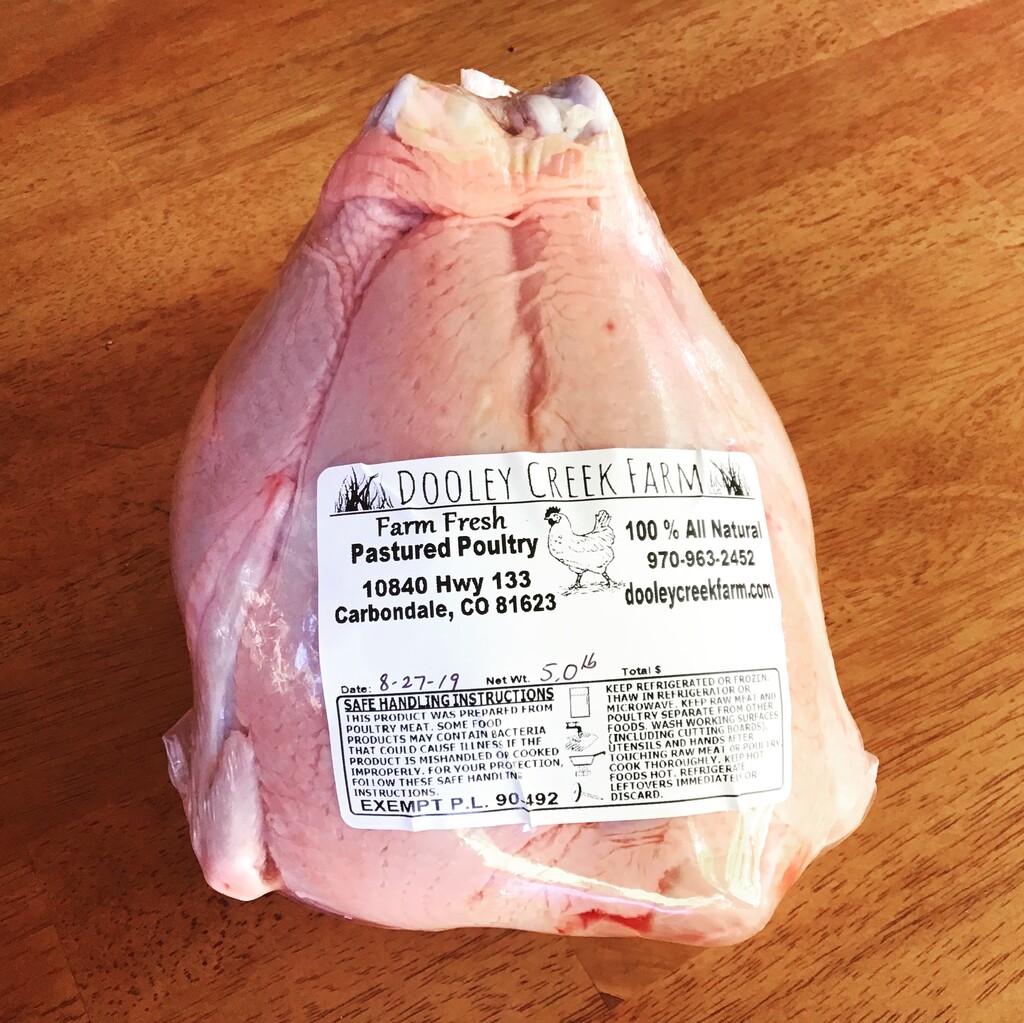 DOOLEY CREEK FARM
Farm Fresh
Pastured Poultry
10840 Hwy 133
Carbondale, CO 81623
100 % All Natural
970-963-2452
dooleycreekfarm.com
Date: 8-27-19 Net Wt. 5.0 lb Total $
SAFE HANDLING INSTRUCTIONS
THIS PRODUCT WAS PREPARED FROM
POULTRY MEAT. SOME FOOD
PRODUCTS MAY CONTAIN BACTERIA
THAT COULD CAUSE ILLNESS IF THE
PRODUCT IS MISHANDLED OR COOKED
IMPROPERLY. FOR YOUR PROTECTION,
FOLLOW THESE SAFE HANDLING
INSTRUCTIONS.
EXEMPT P.L. 90-492
KEEP REFRIGERATED OR FROZEN.
THAW IN REFRIGERATOR OR
MICROWAVE. KEEP RAW MEAT AND
POULTRY SEPARATE FROM OTHER
FOODS. WASH WORKING SURFACES
(INCLUDING CUTTING BOARDS),
UTENSILS AND HANDS AFTER
TOUCHING RAW MEAT OR POULTRY.
COOK THOROUGHLY. KEEP HOT
FOODS HOT. REFRIGERATE
LEFTOVERS IMMEDIATELY OR
DISCARD.